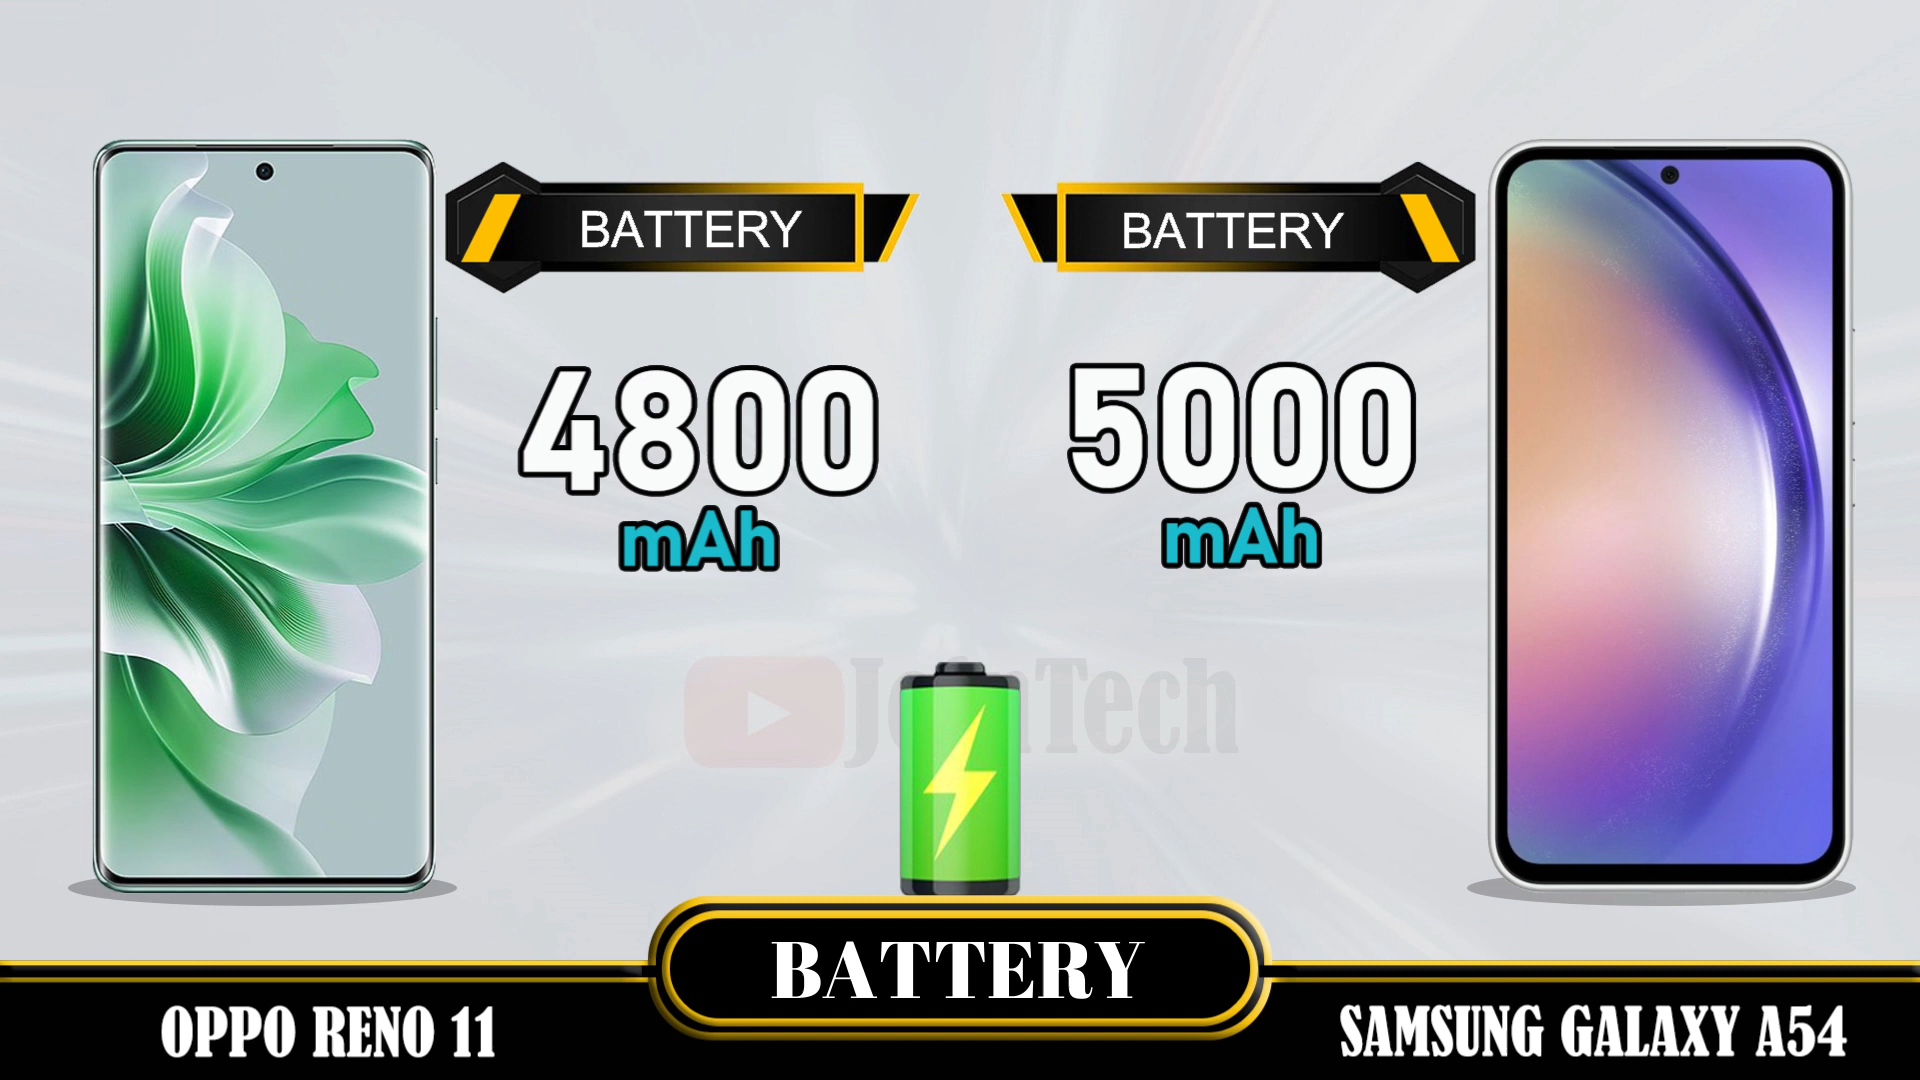 BATTERY
BATTERY
4800
mAh
5000
mAh
BATTERY
OPPO RENO 11
SAMSUNG GALAXY A54